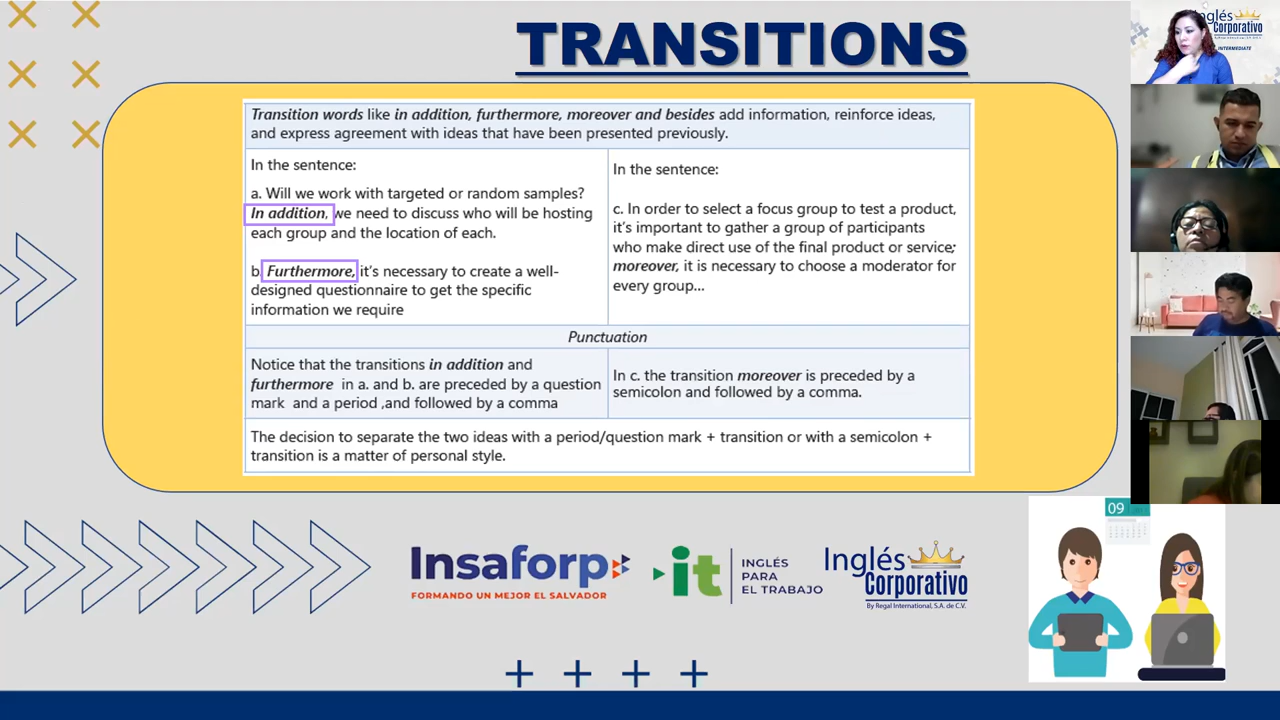 TRANSITIONS
Transition words like in addition, furthermore, moreover and besides add information, reinforce ideas,
and express agreement with ideas that have been presented previously.
In the sentence:
a. Will we work with targeted or random samples?
In addition, we need to discuss who will be hosting
each group and the location of each.
b. Furthermore, it's necessary to create a well-
designed questionnaire to get the specific
information we require
In the sentence:
c. In order to select a focus group to test a product,
it's important to gather a group of participants
who make direct use of the final product or service;
moreover, it is necessary to choose a moderator for
every group...
Punctuation
Notice that the transitions in addition and
furthermore in a. and b. are preceded by a question
mark and a period ,and followed by a comma
In c. the transition moreover is preceded by a
semicolon and followed by a comma.
The decision to separate the two ideas with a period/question mark + transition or with a semicolon +
transition is a matter of personal style.
Insaforp
FORMANDO UN MEJOR EL SALVADOR
it
INGLÉS
PARA
EL TRABAJO
Inglés
Corporativo
By Regal International, S.A. de C.V.
09
Inglés
Corporativo
INTERMEDIATE